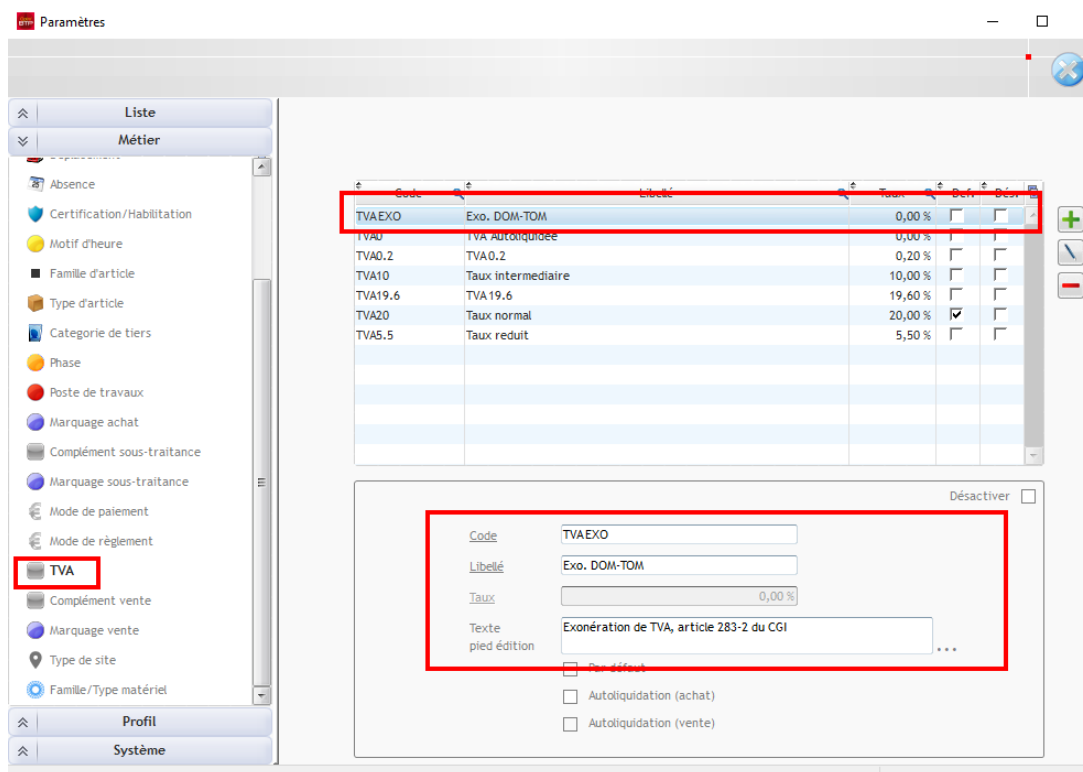 Paramètres
Liste
Métier
Absence
Certification/Habilitation
Motif d'heure
Famille d'article
Type d'article
Categorie de tiers
Phase
Poste de travaux
Marquage achat
Complément sous-traitance
Marquage sous-traitance
Mode de paiement
Mode de règlement
TVA
Complément vente
Marquage vente
Type de site
Famille/Type matériel
Profil
Système
Code Libellé Taux Def. Dés.
TVAEXO Exo. DOM-TOM 0,00 %
TVA0 TVA Autoliquidée 0,00 %
TVA0.2 TVA0.2 0,20 %
TVA10 Taux intermediaire 10,00 %
TVA19.6 TVA19.6 19,60 %
TVA20 Taux normal 20,00 %
TVA5.5 Taux reduit 5,50 %
Désactiver
Code TVAEXO
Libellé Exo. DOM-TOM
Taux 0,00 %
Texte pied édition Exonération de TVA, article 283-2 du CGI
...
Par défaut
Autoliquidation (achat)
Autoliquidation (vente)